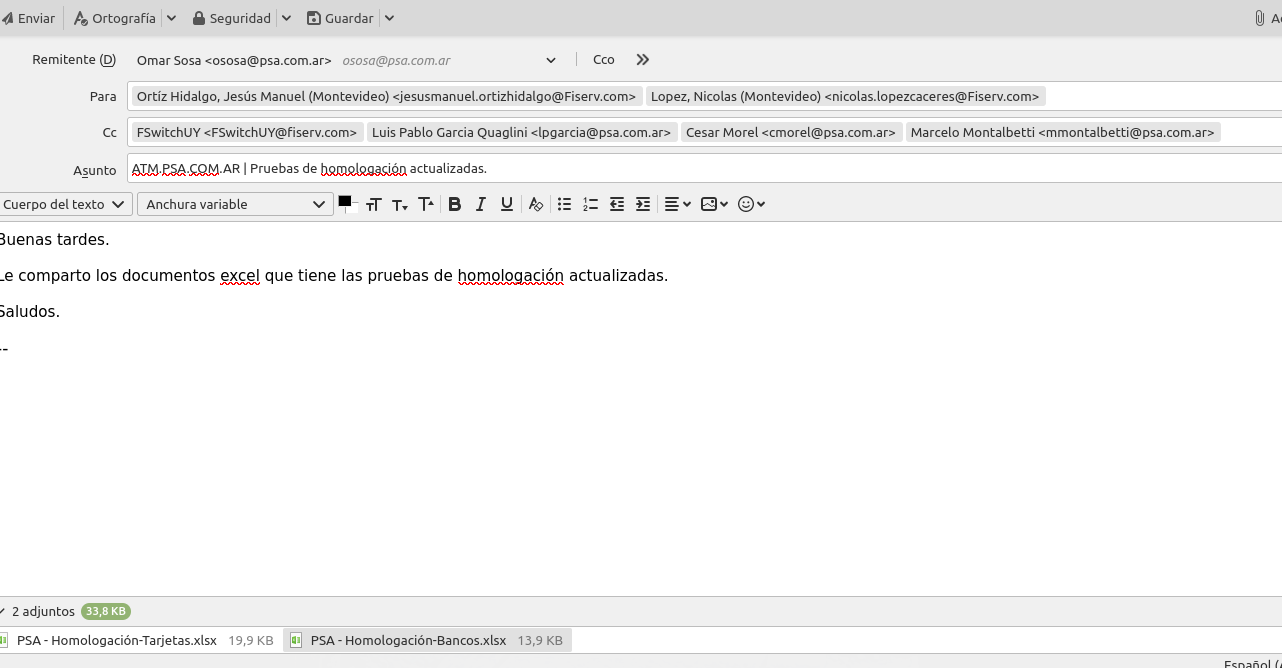 Enviar Ortografía Seguridad Guardar
Remitente (D) Omar Sosa <ososa@psa.com.ar> ososa@psa.com.ar Cco
Para Ortíz Hidalgo, Jesús Manuel (Montevideo) <jesusmanuel.ortizhidalgo@Fiserv.com> Lopez, Nicolas (Montevideo) <nicolas.lopezcaceres@Fiserv.com>
Cc FSwitchUY <FSwitchUY@fiserv.com> Luis Pablo Garcia Quaglini <lpgarcia@psa.com.ar> Cesar Morel <cmorel@psa.com.ar> Marcelo Montalbetti <mmontalbetti@psa.com.ar>
Asunto ATM.PSA.COM.AR | Pruebas de homologación actualizadas.
Cuerpo del texto Anchura variable
Buenas tardes.
Le comparto los documentos excel que tiene las pruebas de homologación actualizadas.
Saludos.
--
2 adjuntos 33,8 KB
PSA - Homologación-Tarjetas.xlsx 19,9 KB PSA - Homologación-Bancos.xlsx 13,9 KB
Español